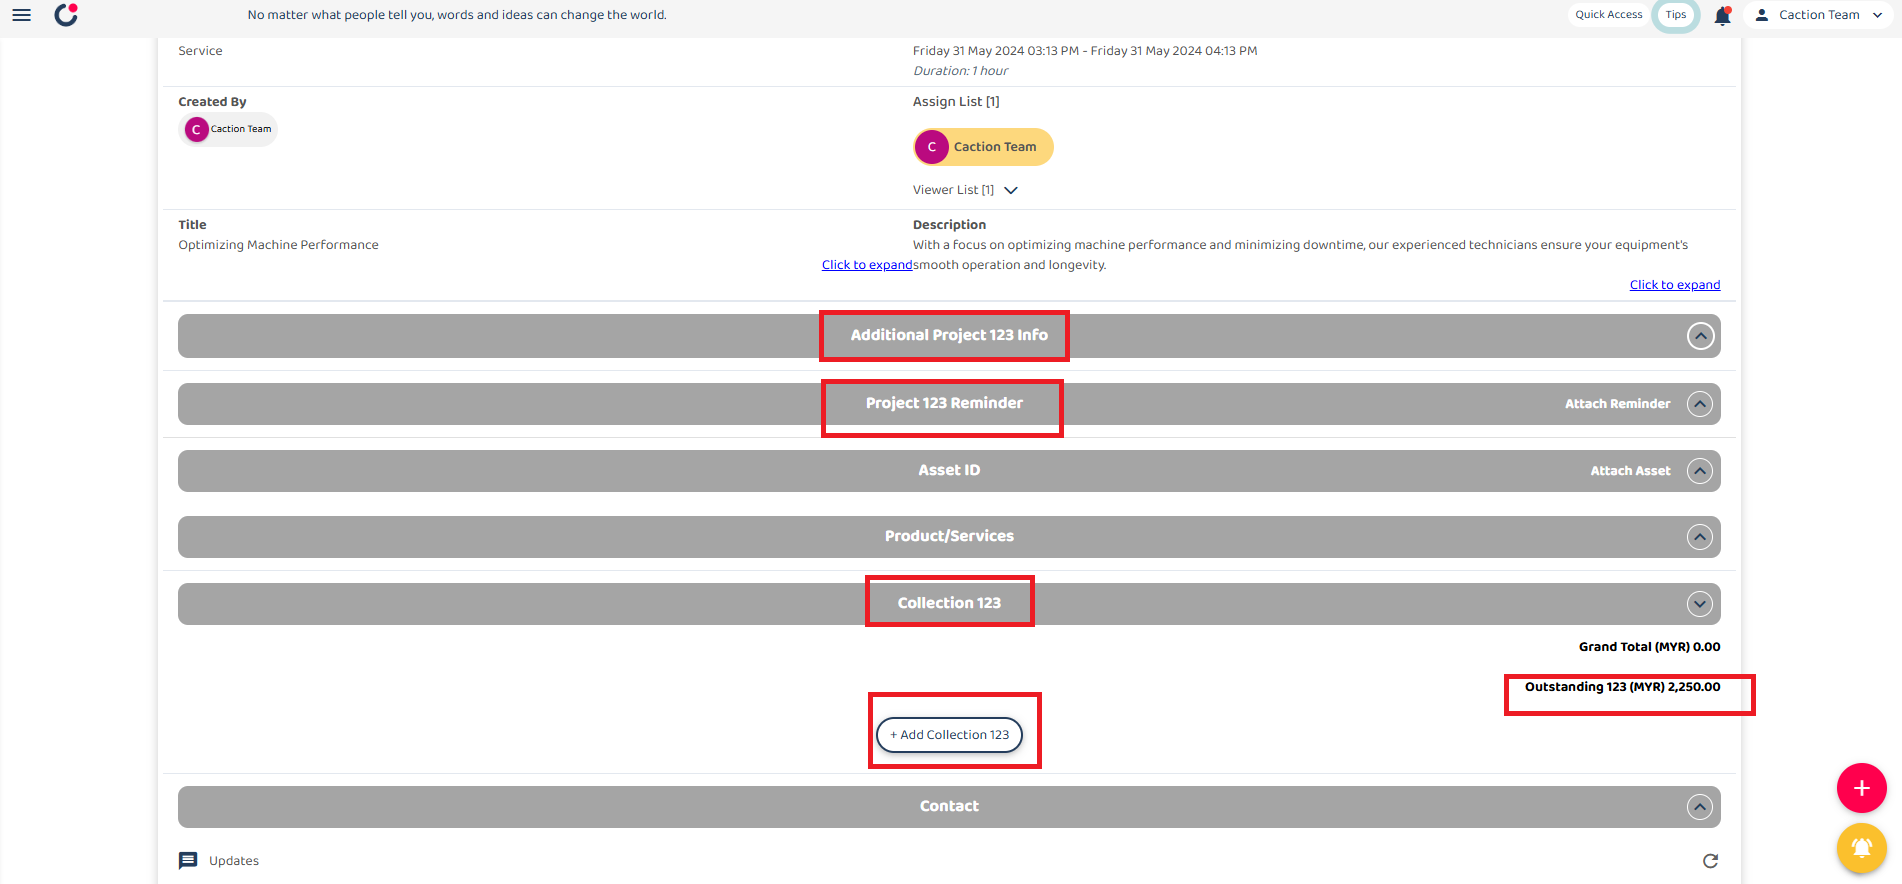 No matter what people tell you, words and ideas can change the world.
Quick Access
Tips
Caction Team
Service
Friday 31 May 2024 03:13 PM - Friday 31 May 2024 04:13 PM
Duration: 1 hour
Created By
C Caction Team
Assign List [1]
C Caction Team
Viewer List [1]
Title
Optimizing Machine Performance
Click to expand
Description
With a focus on optimizing machine performance and minimizing downtime, our experienced technicians ensure your equipment's
smooth operation and longevity.
Click to expand
Additional Project 123 Info
Project 123 Reminder
Attach Reminder
Asset ID
Attach Asset
Product/Services
Collection 123
Grand Total (MYR) 0.00
Outstanding 123 (MYR) 2,250.00
+ Add Collection 123
Contact
Updates